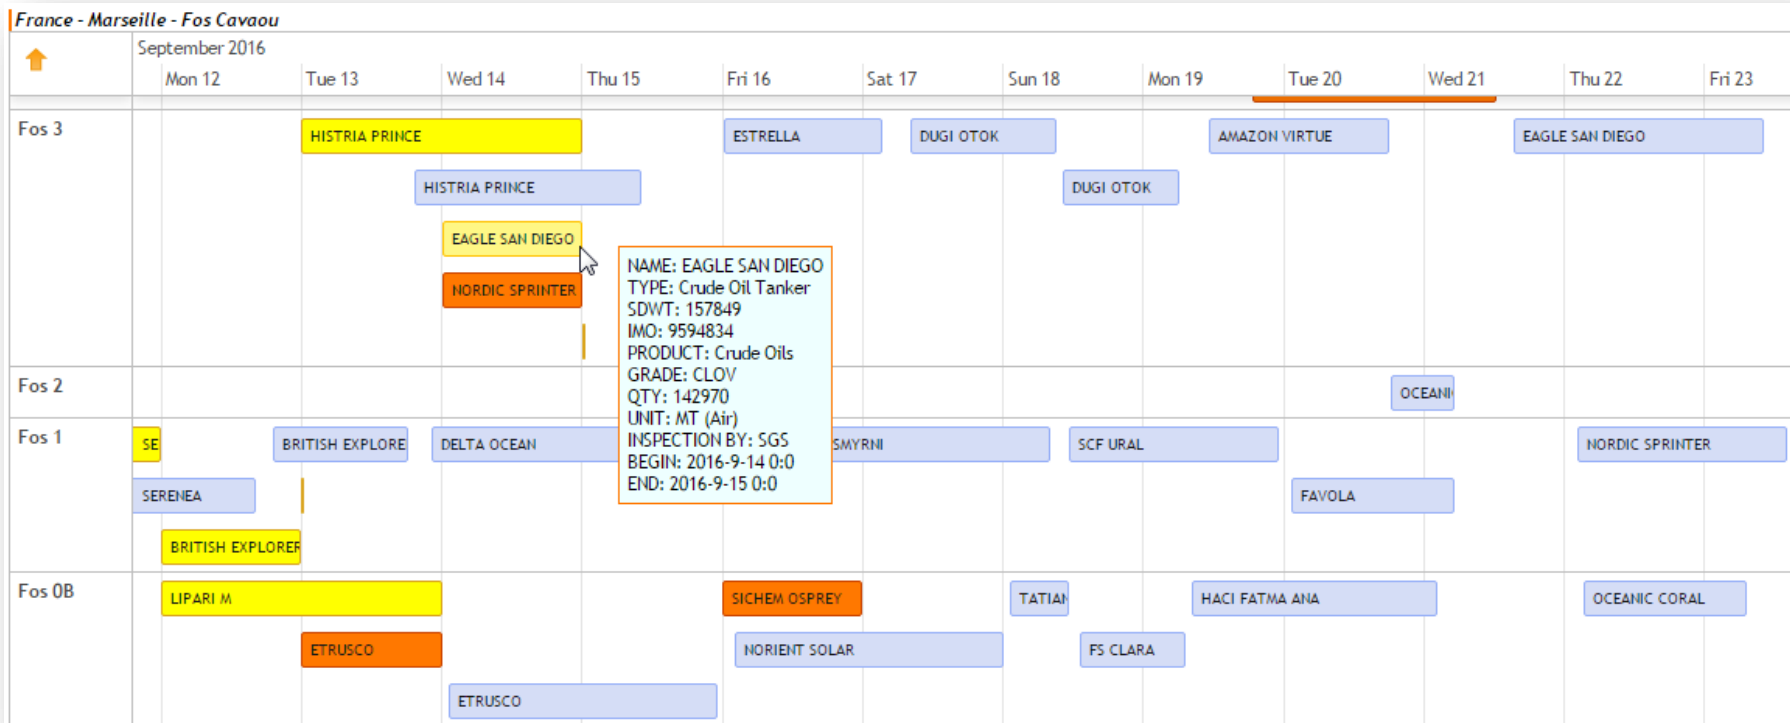 France - Marseille - Fos Cavaou
September 2016
Mon 12 Tue 13 Wed 14 Thu 15 Fri 16 Sat 17 Sun 18 Mon 19 Tue 20 Wed 21 Thu 22 Fri 23
Fos 3
HISTRIA PRINCE ESTRELLA DUGI OTOK AMAZON VIRTUE EAGLE SAN DIEGO
HISTRIA PRINCE DUGI OTOK
EAGLE SAN DIEGO
NORDIC SPRINTER
NAME: EAGLE SAN DIEGO
TYPE: Crude Oil Tanker
SDWT: 157849
IMO: 9594834
PRODUCT: Crude Oils
GRADE: CLOV
QTY: 142970
UNIT: MT (Air)
INSPECTION BY: SGS
BEGIN: 2016-9-14 0:0
END: 2016-9-15 0:0
Fos 2
OCEANI
Fos 1
SE BRITISH EXPLORE DELTA OCEAN SMYRNI SCF URAL NORDIC SPRINTER
SERENEA FAVOLA
BRITISH EXPLORER
Fos 0B
LIPARI M SICHEM OSPREY TATIAN HACI FATMA ANA OCEANIC CORAL
ETRUSCO NORIENT SOLAR FS CLARA
ETRUSCO